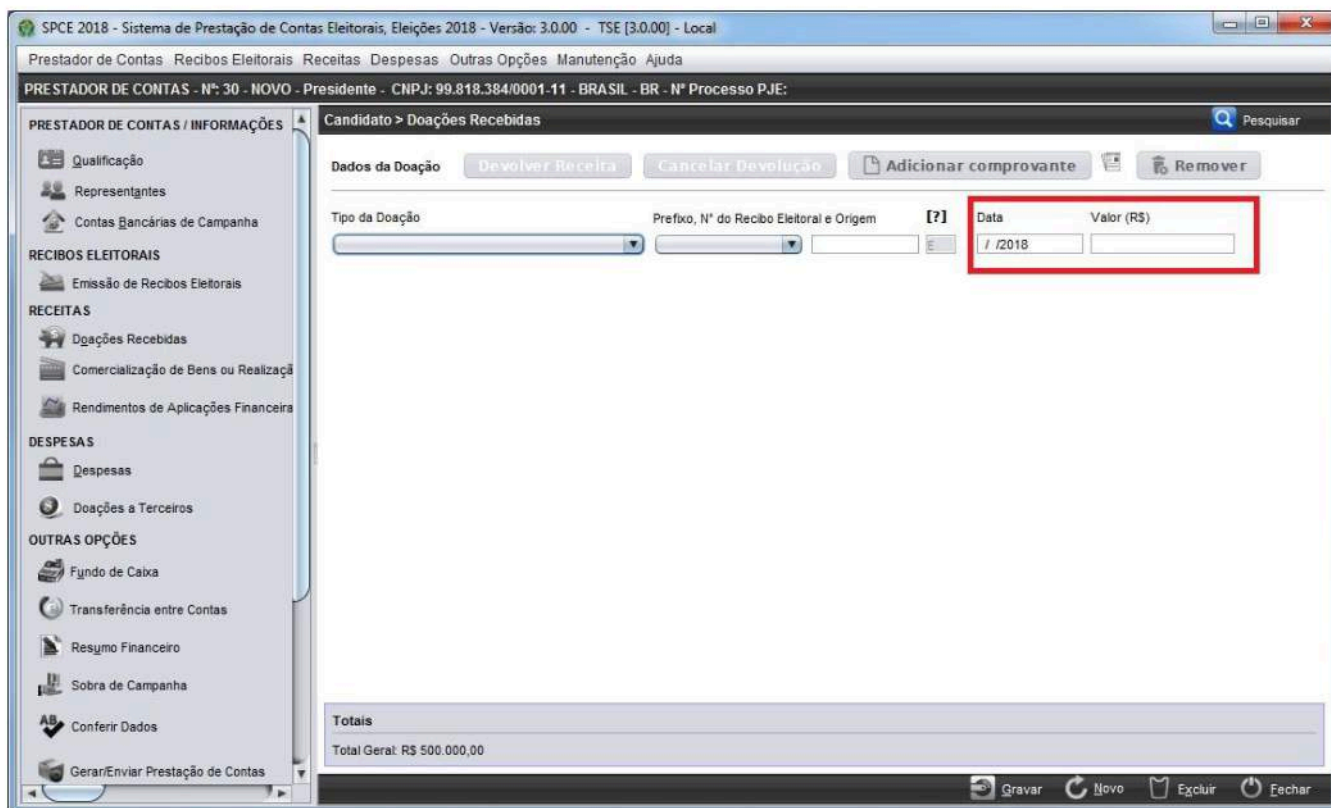 SPCE 2018 - Sistema de Prestação de Contas Eleitorais, Eleições 2018 - Versão: 3.0.00 - TSE [3.0.00] - Local
Prestador de Contas Recibos Eleitorais Receitas Despesas Outras Opções Manutenção Ajuda
PRESTADOR DE CONTAS - Nº: 30 - NOVO - Presidente - CNPJ: 99.818.384/0001-11 - BRASIL - BR - Nº Processo PJE:
PRESTADOR DE CONTAS / INFORMAÇÕES
Qualificação
Representantes
Contas Bancárias de Campanha
RECIBOS ELEITORAIS
Emissão de Recibos Eleitorais
RECEITAS
Doações Recebidas
Comercialização de Bens ou Realizaçã
Rendimentos de Aplicações Financeira
DESPESAS
Despesas
Doações a Terceiros
OUTRAS OPÇÕES
Fundo de Caixa
Transferência entre Contas
Resumo Financeiro
Sobra de Campanha
Conferir Dados
Gerar/Enviar Prestação de Contas
Candidato > Doações Recebidas Pesquisar
Dados da Doação Devolver Receita Cancelar Devolução Adicionar comprovante Remover
Tipo da Doação Prefixo, N° do Recibo Eleitoral e Origem [?] Data Valor (R$)
E / /2018
Totais
Total Geral: R$ 500.000,00
Gravar Novo Excluir Fechar